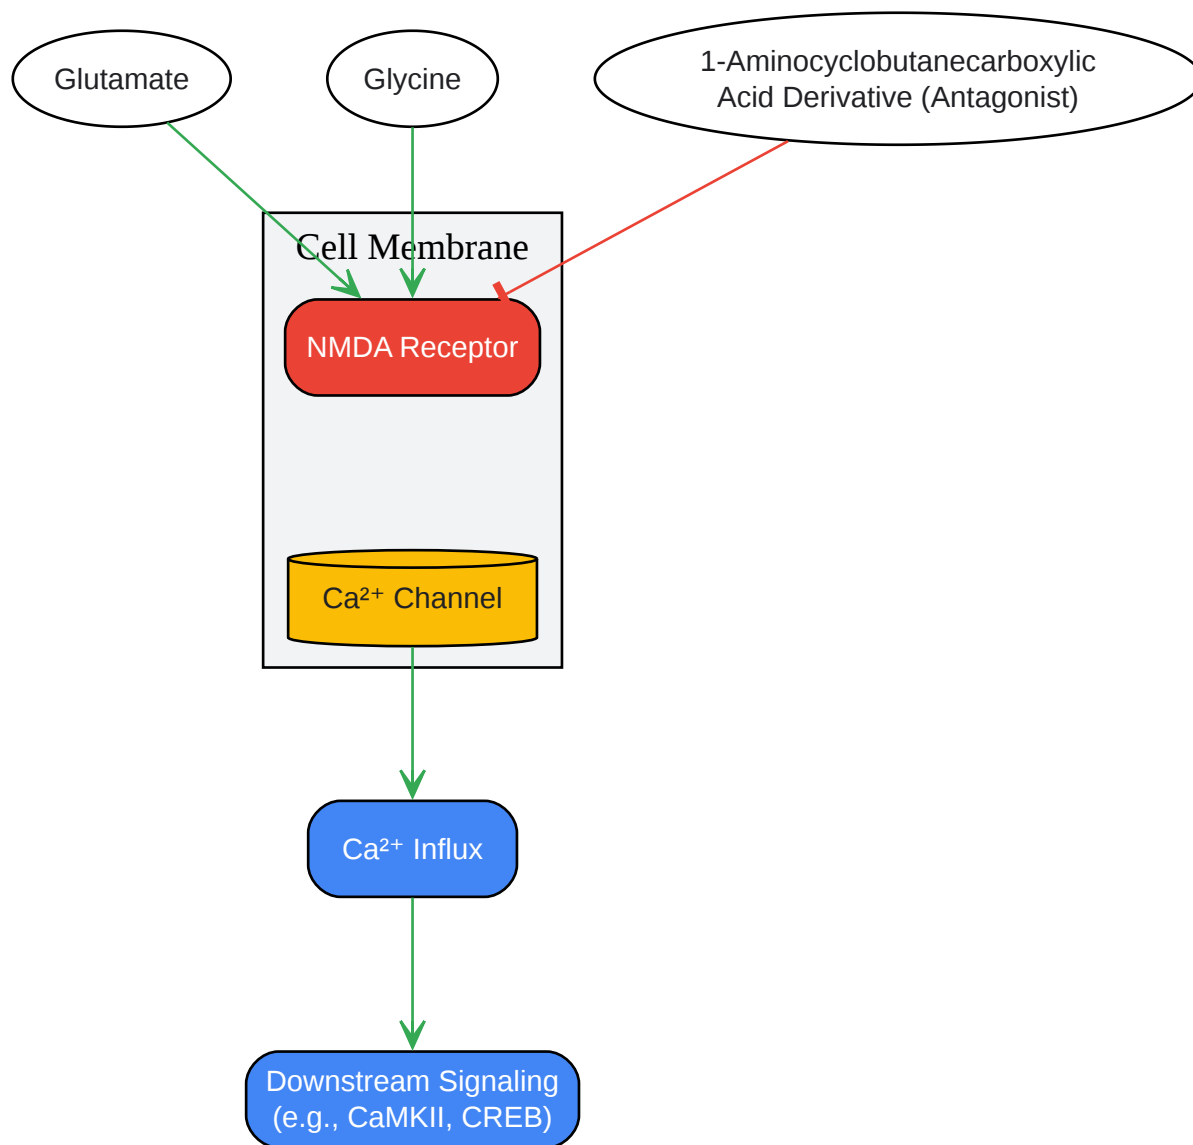 Glutamate
Glycine
1-Aminocyclobutanecarboxylic
Acid Derivative (Antagonist)
Cell Membrane
NMDA Receptor
Ca²⁺ Channel
Ca²⁺ Influx
Downstream Signaling
(e.g., CaMKII, CREB)